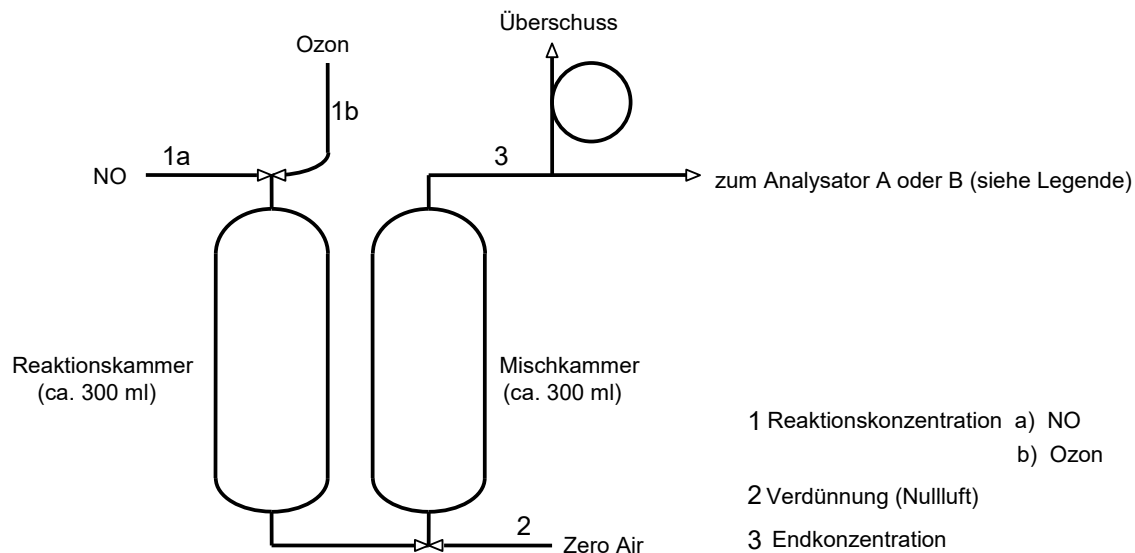 Überschuss
Ozon
1b
1a
3
NO
zum Analysator A oder B (siehe Legende)
Reaktionskammer
(ca. 300 ml)
Mischkammer
(ca. 300 ml)
1 Reaktionskonzentration a) NO
b) Ozon
2 Verdünnung (Nullluft)
2
Zero Air
3 Endkonzentration